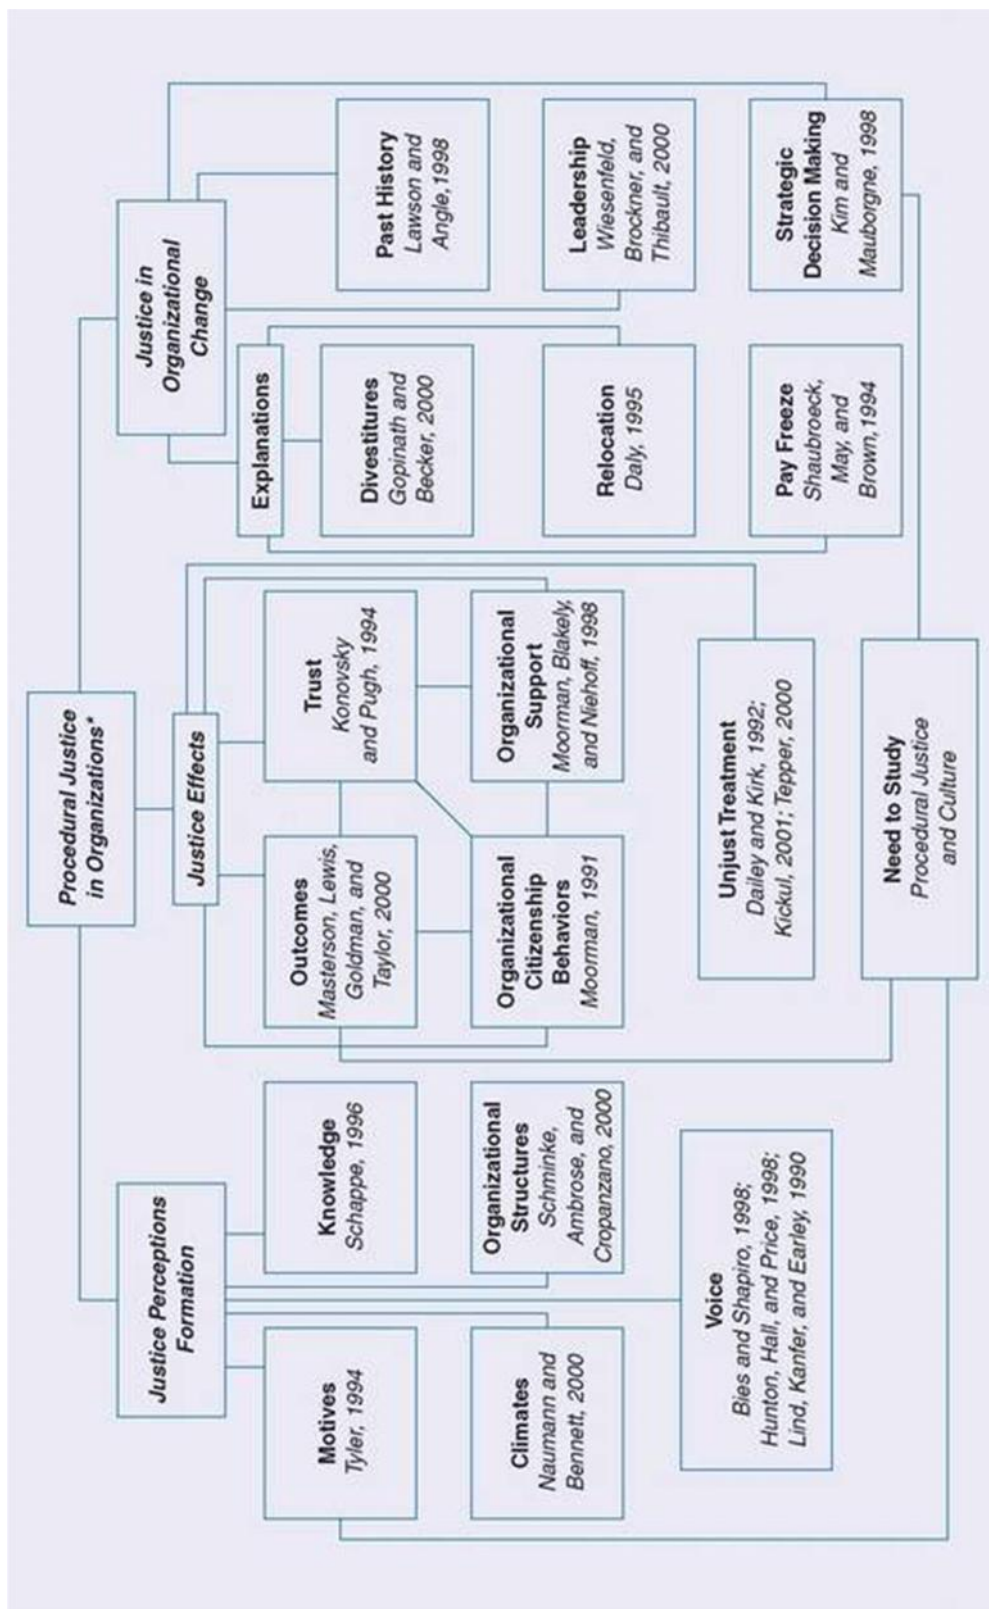 Procedural Justice
in Organizations*
Justice Perceptions
Formation
Motives
Tyler, 1994
Knowledge
Schappe, 1996
Climates
Naumann and
Bennett, 2000
Organizational
Structures
Schminke,
Ambrose, and
Cropanzano, 2000
Voice
Bies and Shapiro, 1998;
Hunton, Hall, and Price, 1998;
Lind, Kanfer, and Earley, 1990
Justice Effects
Outcomes
Masterson, Lewis,
Goldman, and
Taylor, 2000
Trust
Konovsky
and Pugh, 1994
Organizational
Citizenship
Behaviors
Moorman, 1991
Organizational
Support
Moorman, Blakely,
and Niehoff, 1998
Unjust Treatment
Dailey and Kirk, 1992;
Kickul, 2001; Tepper, 2000
Need to Study
Procedural Justice
and Culture
Justice in
Organizational
Change
Explanations
Divestitures
Gopinath and
Becker, 2000
Past History
Lawson and
Angle,1998
Relocation
Daly, 1995
Leadership
Wiesenfeld,
Brockner, and
Thibault, 2000
Pay Freeze
Shaubroeck,
May, and
Brown,1994
Strategic
Decision Making
Kim and
Mauborgne, 1998